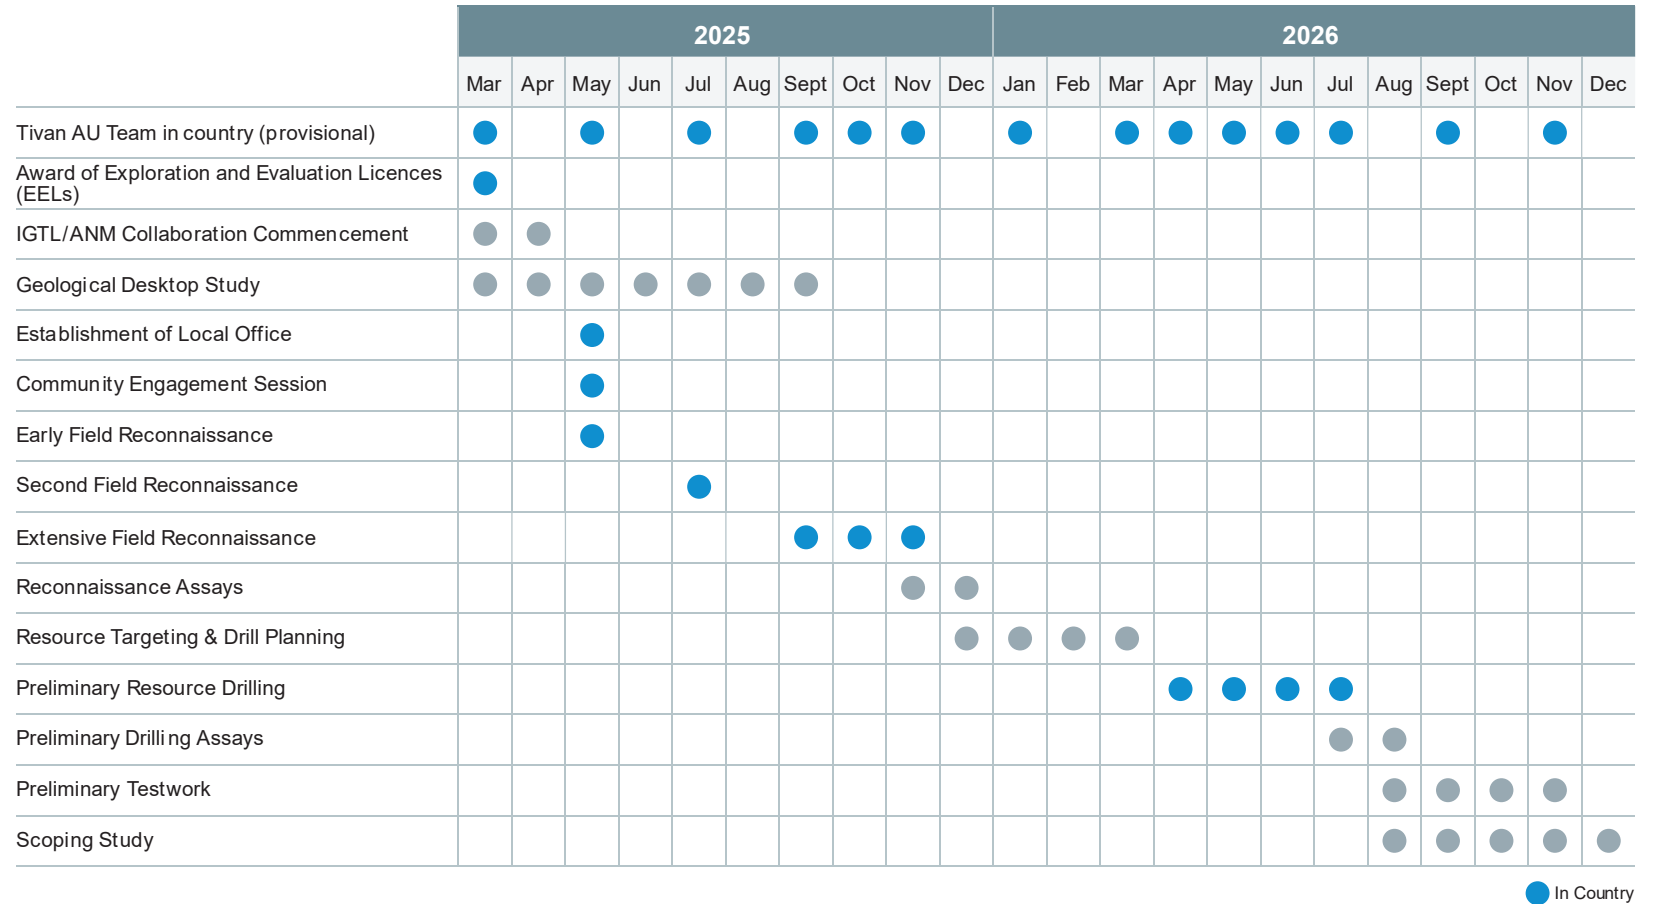 2025 2026
Mar Apr May Jun Jul Aug Sept Oct Nov Dec Jan Feb Mar Apr May Jun Jul Aug Sept Oct Nov Dec
Tivan AU Team in country (provisional)
Award of Exploration and Evaluation Licences
(EELs)
IGTL/ANM Collaboration Commencement
Geological Desktop Study
Establishment of Local Office
Community Engagement Session
Early Field Reconnaissance
Second Field Reconnaissance
Extensive Field Reconnaissance
Reconnaissance Assays
Resource Targeting & Drill Planning
Preliminary Resource Drilling
Preliminary Drilling Assays
Preliminary Testwork
Scoping Study
In Country